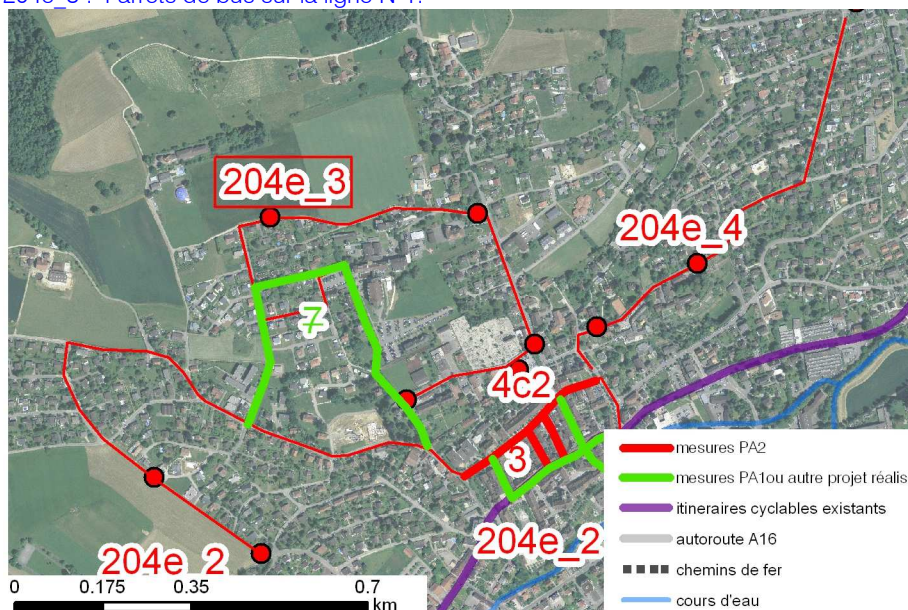 204e_3
204e_4
7
4c2
3
204e_2
204e_2
mesures PA2
mesures PA1ou autre projet réalis
itineraires cyclables existants
autoroute A16
chemins de fer
cours d'eau
0 0.175 0.35 0.7
km